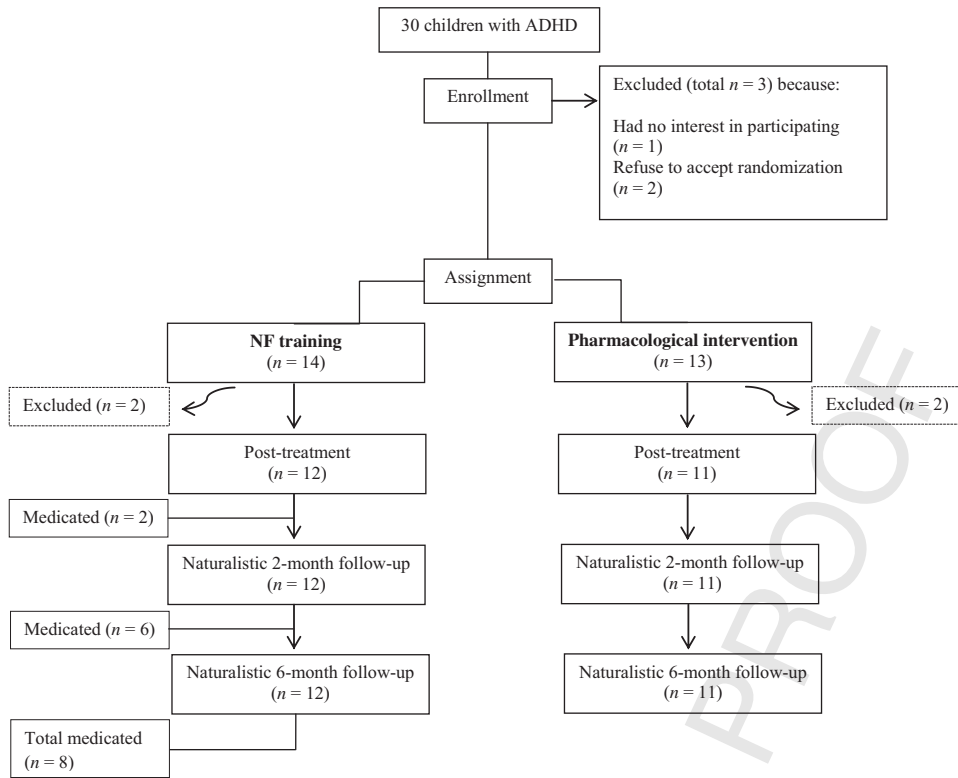 30 children with ADHD
Enrollment
Excluded (total n = 3) because:
Had no interest in participating
(n = 1)
Refuse to accept randomization
(n = 2)
Assignment
NF training
(n = 14)
Pharmacological intervention
(n = 13)
Excluded (n = 2)
Excluded (n = 2)
Post-treatment
(n = 12)
Post-treatment
(n = 11)
Medicated (n = 2)
Naturalistic 2-month follow-up
(n = 12)
Naturalistic 2-month follow-up
(n = 11)
Medicated (n = 6)
Naturalistic 6-month follow-up
(n = 12)
Naturalistic 6-month follow-up
(n = 11)
Total medicated
(n = 8)
PROOF